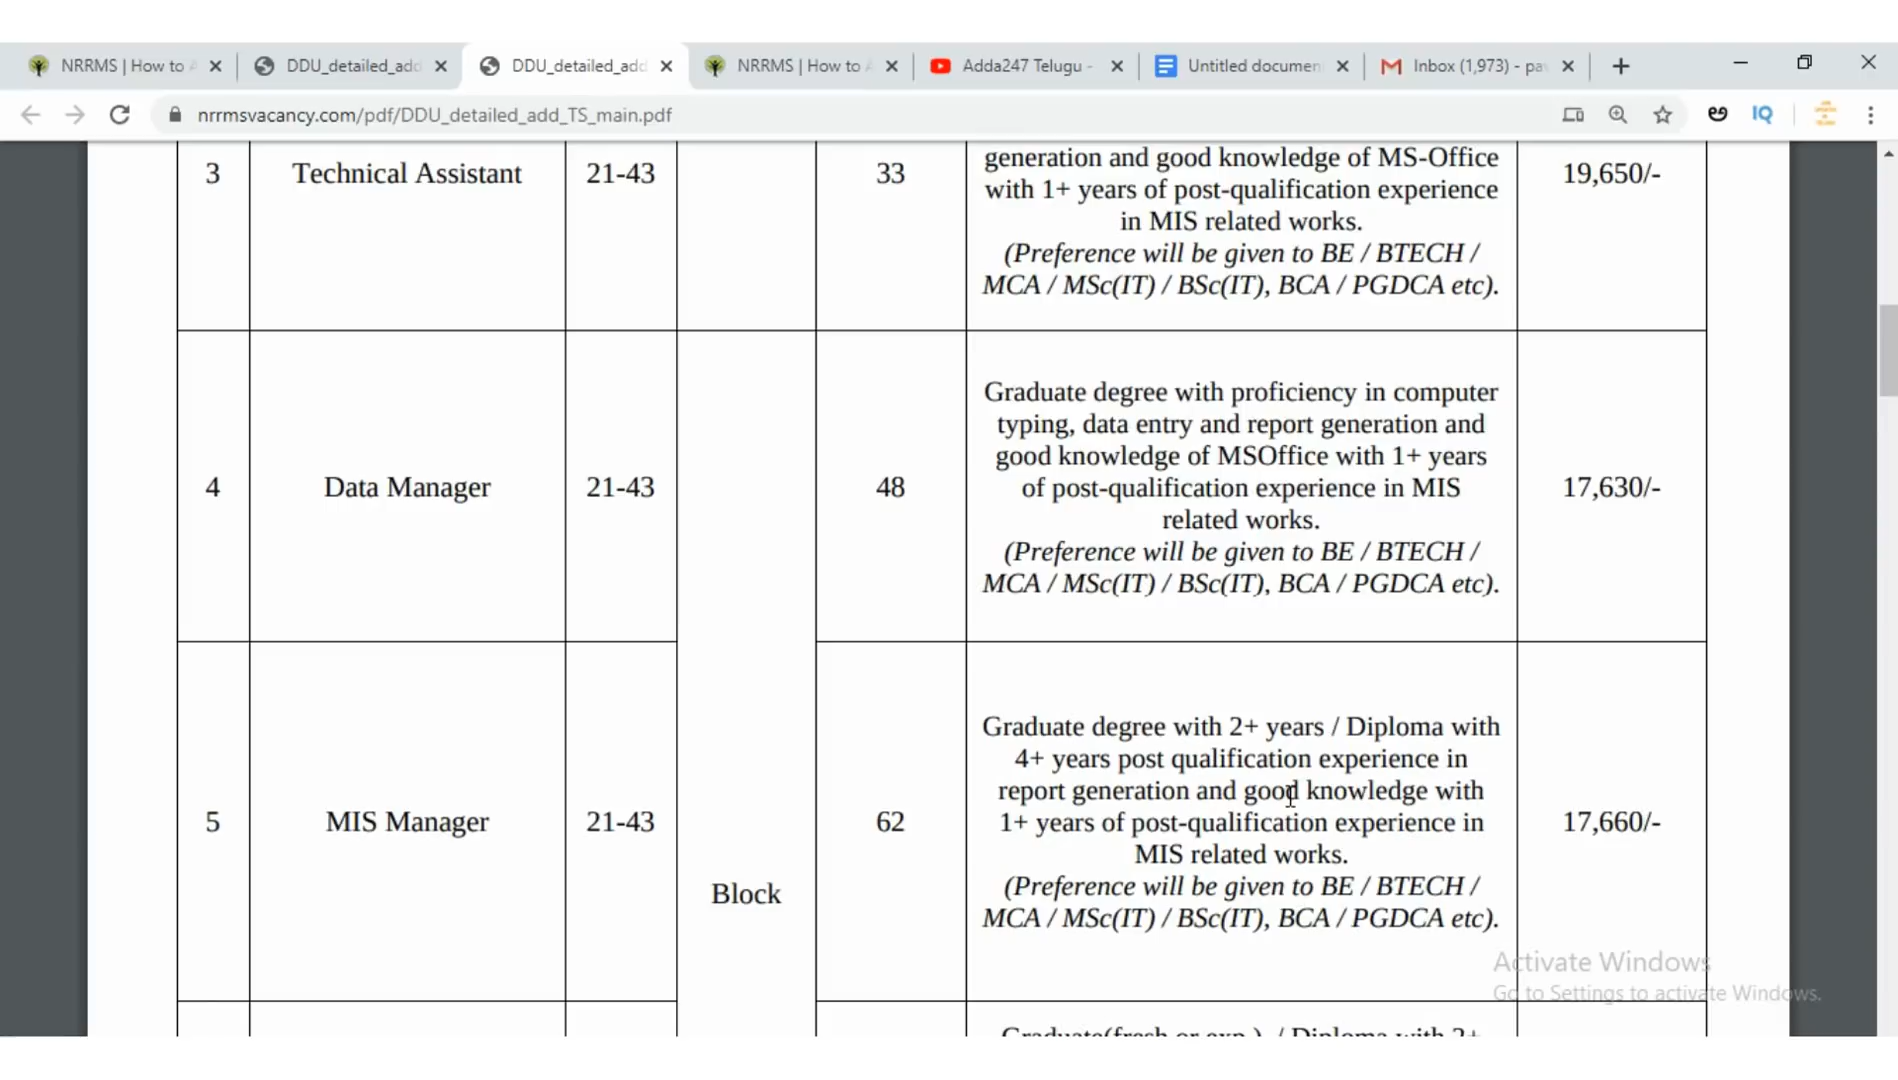 NRRMS | How to
DDU_detailed_add
DDU_detailed_add
NRRMS | How to A
Adda247 Telugu -
Untitled documen
Inbox (1,973) - pa
nrrmsvacancy.com/pdf/DDU_detailed_add_TS_main.pdf
IQ
3
Technical Assistant
21-43
33
generation and good knowledge of MS-Office
with 1+ years of post-qualification experience
in MIS related works.
(Preference will be given to BE / BTECH /
MCA / MSc(IT) / BSc(IT), BCA / PGDCA etc).
19,650/-
4
Data Manager
21-43
48
Graduate degree with proficiency in computer
typing, data entry and report generation and
good knowledge of MSOffice with 1+ years
of post-qualification experience in MIS
related works.
(Preference will be given to BE / BTECH /
MCA / MSc(IT) / BSc(IT), BCA / PGDCA etc).
17,630/-
5
MIS Manager
21-43
Block
62
Graduate degree with 2+ years / Diploma with
4+ years post qualification experience in
report generation and good knowledge with
1+ years of post-qualification experience in
MIS related works.
(Preference will be given to BE / BTECH /
MCA / MSc(IT) / BSc(IT), BCA / PGDCA etc).
17,660/-
Activate Windows
Go to Settings to activate Windows.
Graduate(fresh or exp.) / Diploma with 2+